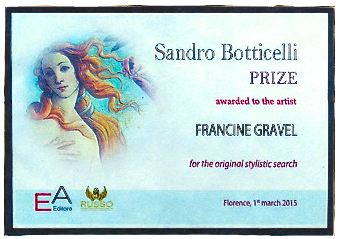 Sandro Botticelli
PRIZE
awarded to the artist
FRANCINE GRAVEL
for the original stylistic search
EA
Editore
RUSSO
Florence, 1st march 2015